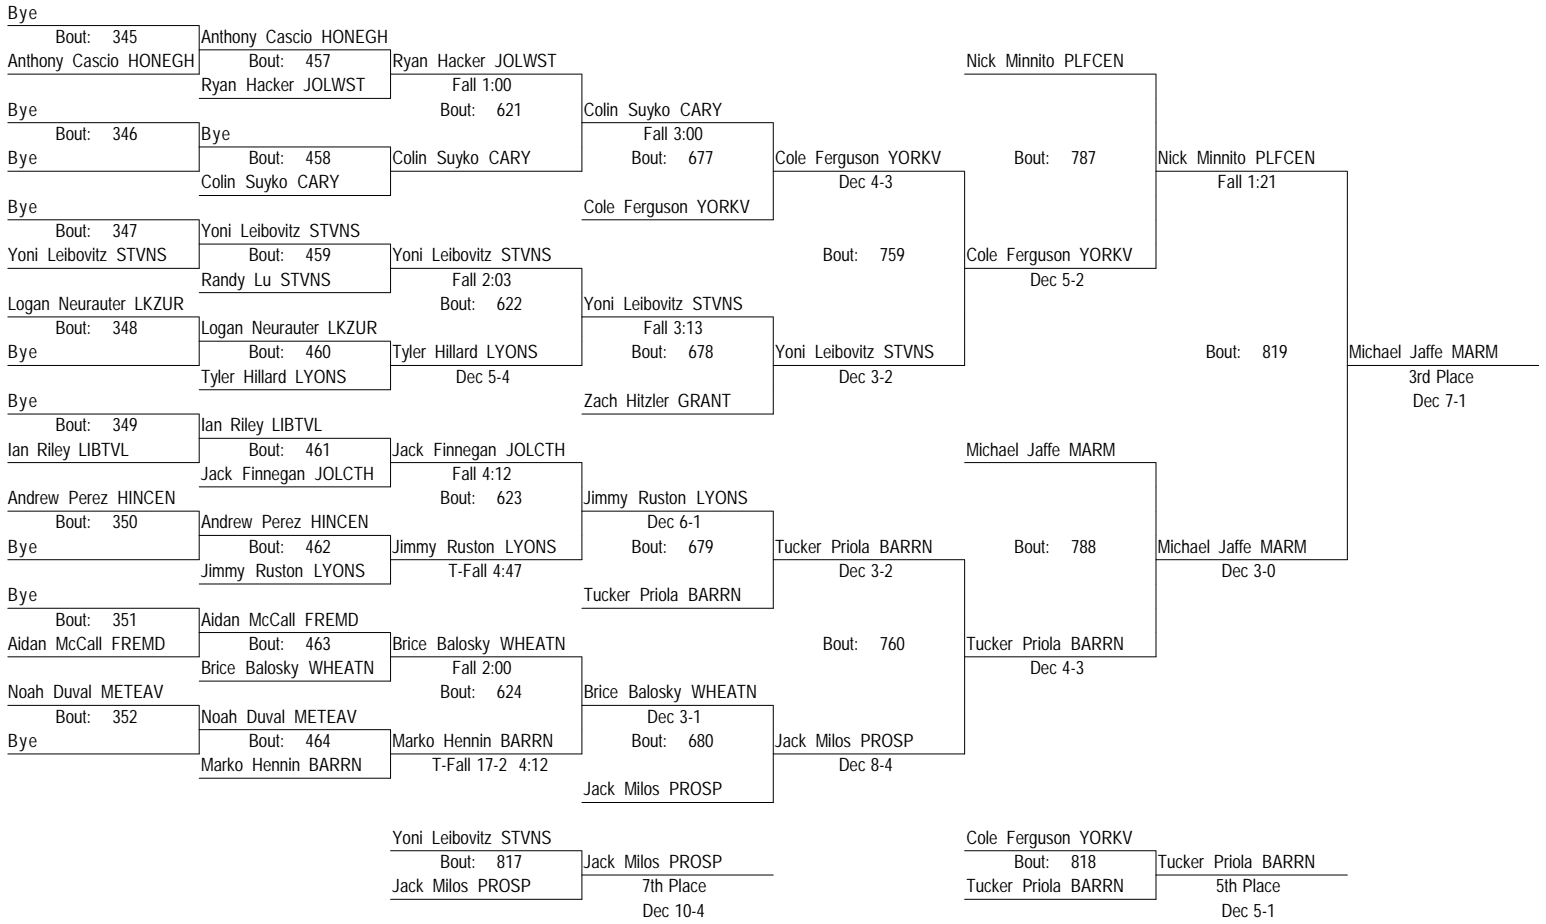 Bye
Bout: 345
Anthony Cascio HONEGH
Bye
Bout: 346
Bye
Bye
Bout: 347
Yoni Leibovitz STVNS
Logan Neurauter LKZUR
Bout: 348
Bye
Bye
Bout: 349
Ian Riley LIBTVL
Andrew Perez HINCEN
Bout: 350
Bye
Bye
Bout: 351
Aidan McCall FREMD
Noah Duval METEAV
Bout: 352
Bye
Anthony Cascio HONEGH
Bout: 457
Ryan Hacker JOLWST
Bye
Bout: 458
Colin Suyko CARY
Yoni Leibovitz STVNS
Bout: 459
Randy Lu STVNS
Logan Neurauter LKZUR
Bout: 460
Tyler Hillard LYONS
Ian Riley LIBTVL
Bout: 461
Jack Finnegan JOLCTH
Andrew Perez HINCEN
Bout: 462
Jimmy Ruston LYONS
Aidan McCall FREMD
Bout: 463
Brice Balosky WHEATN
Noah Duval METEAV
Bout: 464
Marko Hennin BARRN
Ryan Hacker JOLWST
Fall 1:00
Bout: 621
Colin Suyko CARY
Yoni Leibovitz STVNS
Fall 2:03
Bout: 622
Tyler Hillard LYONS
Dec 5-4
Jack Finnegan JOLCTH
Fall 4:12
Bout: 623
Jimmy Ruston LYONS
T-Fall 4:47
Brice Balosky WHEATN
Fall 2:00
Bout: 624
Marko Hennin BARRN
T-Fall 17-2 4:12
Colin Suyko CARY
Fall 3:00
Bout: 677
Cole Ferguson YORKV
Yoni Leibovitz STVNS
Fall 3:13
Bout: 678
Zach Hitzler GRANT
Jimmy Ruston LYONS
Dec 6-1
Bout: 679
Tucker Priola BARRN
Brice Balosky WHEATN
Dec 3-1
Bout: 680
Jack Milos PROSP
Cole Ferguson YORKV
Dec 4-3
Bout: 759
Yoni Leibovitz STVNS
Dec 3-2
Tucker Priola BARRN
Dec 3-2
Bout: 760
Jack Milos PROSP
Dec 8-4
Nick Minnito PLFCEN
Bout: 787
Cole Ferguson YORKV
Dec 5-2
Michael Jaffe MARM
Bout: 788
Tucker Priola BARRN
Dec 4-3
Nick Minnito PLFCEN
Fall 1:21
Bout: 819
Michael Jaffe MARM
Dec 3-0
Michael Jaffe MARM
3rd Place
Dec 7-1
Yoni Leibovitz STVNS
Bout: 817
Jack Milos PROSP
Jack Milos PROSP
7th Place
Dec 10-4
Cole Ferguson YORKV
Bout: 818
Tucker Priola BARRN
Tucker Priola BARRN
5th Place
Dec 5-1